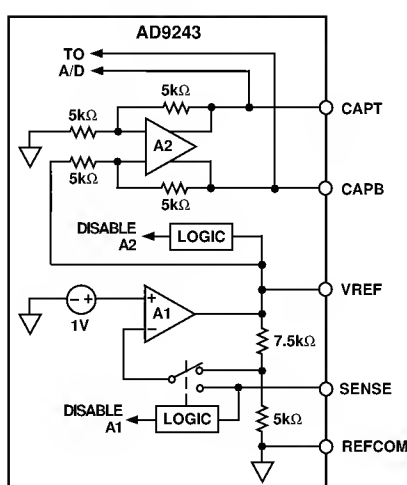 AD9243
TO
A/D
5kΩ
CAPT
5kΩ
A2
5kΩ
5kΩ
CAPB
DISABLE
A2
LOGIC
VREF
- +
1V
+
A1
–
7.5kΩ
SENSE
DISABLE
A1
LOGIC
5kΩ
REFCOM